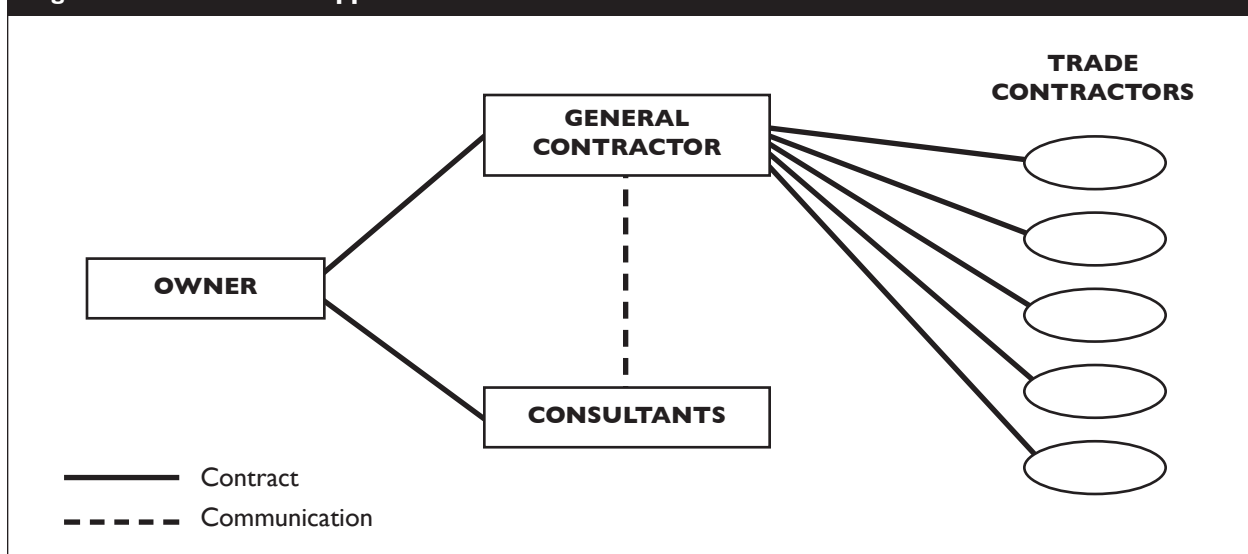 TRADE
CONTRACTORS
GENERAL
CONTRACTOR
OWNER
CONSULTANTS
Contract
Communication